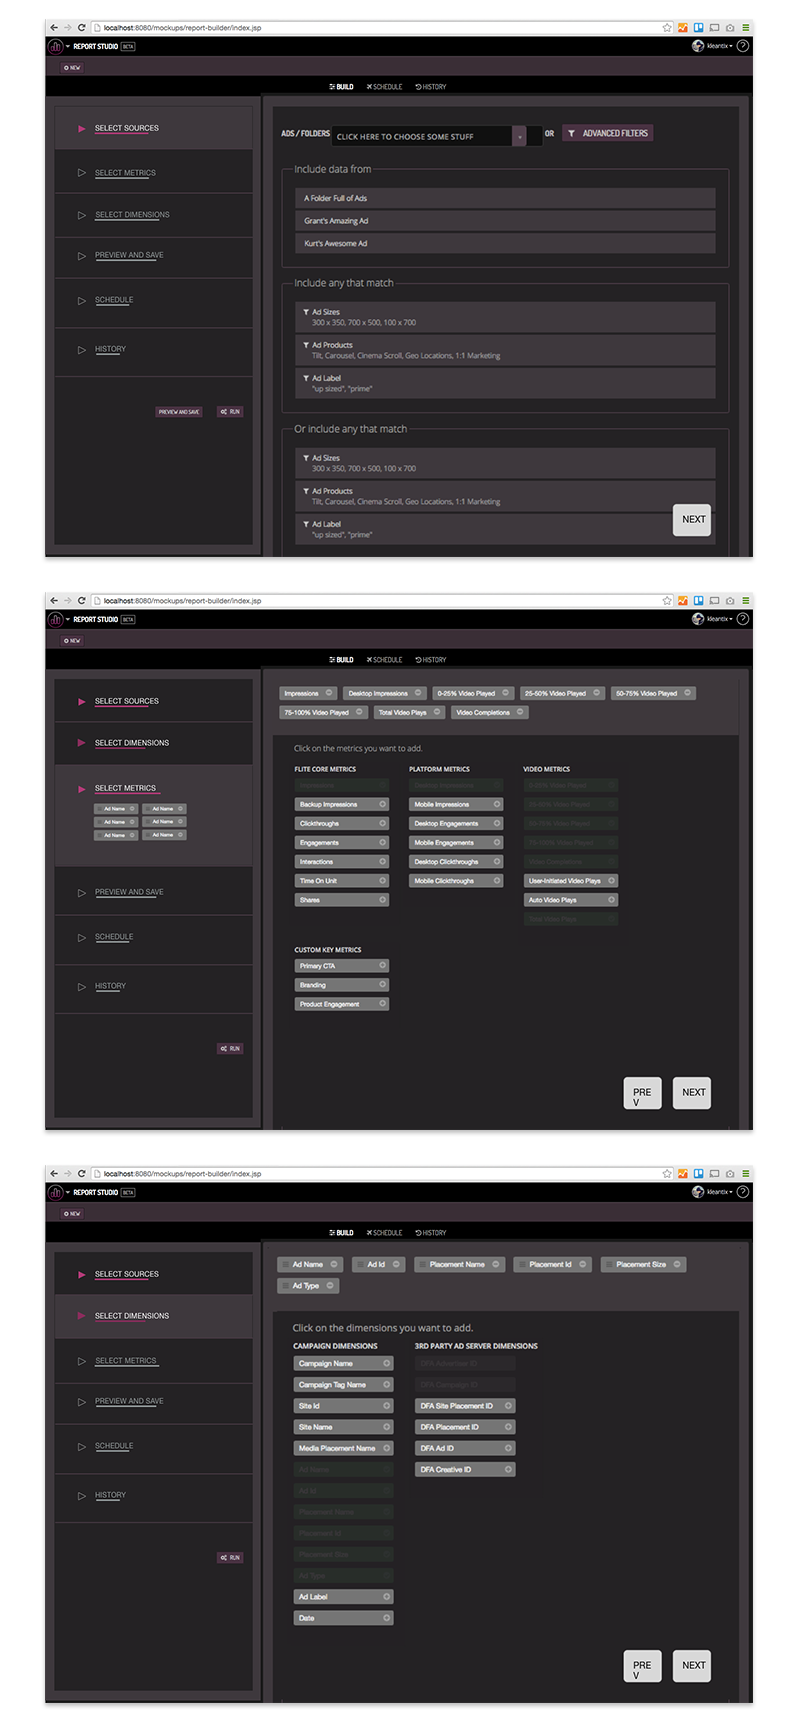 localhost:8080/mockups/report-builder/index.jsp
REPORT STUDIO BETA
kleantix
?
NEW
BUILD SCHEDULE HISTORY
SELECT SOURCES
SELECT METRICS
SELECT DIMENSIONS
PREVIEW AND SAVE
SCHEDULE
HISTORY
PREVIEW AND SAVE RUN
ADS / FOLDERS CLICK HERE TO CHOOSE SOME STUFF OR ADVANCED FILTERS
Include data from
A Folder Full of Ads
Grant's Amazing Ad
Kurt's Awesome Ad
Include any that match
Ad Sizes
300 x 350, 700 x 500, 100 x 700
Ad Products
Tilt, Carousel, Cinema Scroll, Geo Locations, 1:1 Marketing
Ad Label
"up sized", "prime"
Or include any that match
Ad Sizes
300 x 350, 700 x 500, 100 x 700
Ad Products
Tilt, Carousel, Cinema Scroll, Geo Locations, 1:1 Marketing
Ad Label
"up sized", "prime"
NEXT
localhost:8080/mockups/report-builder/index.jsp
REPORT STUDIO BETA
kleantix
?
NEW
BUILD SCHEDULE HISTORY
SELECT SOURCES
SELECT DIMENSIONS
SELECT METRICS
Ad Name Ad Name
Ad Name Ad Name
Ad Name Ad Name
PREVIEW AND SAVE
SCHEDULE
HISTORY
RUN
Impressions Desktop Impressions 0-25% Video Played 25-50% Video Played 50-75% Video Played
75-100% Video Played Total Video Plays Video Completions
Click on the metrics you want to add.
FLITE CORE METRICS
Impressions
Backup Impressions
Clickthroughs
Engagements
Interactions
Time On Unit
Shares
PLATFORM METRICS
Desktop Impressions
Mobile Impressions
Desktop Engagements
Mobile Engagements
Desktop Clickthroughs
Mobile Clickthroughs
VIDEO METRICS
0-25% Video Played
25-50% Video Played
50-75% Video Played
75-100% Video Played
Video Completions
User-Initiated Video Plays
Auto Video Plays
Total Video Plays
CUSTOM KEY METRICS
Primary CTA
Branding
Product Engagement
PRE
V
NEXT
localhost:8080/mockups/report-builder/index.jsp
REPORT STUDIO BETA
kleantix
?
NEW
BUILD SCHEDULE HISTORY
SELECT SOURCES
SELECT DIMENSIONS
SELECT METRICS
PREVIEW AND SAVE
SCHEDULE
HISTORY
RUN
Ad Name Ad Id Placement Name Placement Id Placement Size
Ad Type
Click on the dimensions you want to add.
CAMPAIGN DIMENSIONS
Campaign Name
Campaign Tag Name
Site Id
Site Name
Media Placement Name
Ad Name
Ad Id
Placement Name
Placement Id
Placement Size
Ad Type
Ad Label
Date
3RD PARTY AD SERVER DIMENSIONS
DFA Advertiser ID
DFA Campaign ID
DFA Site Placement ID
DFA Placement ID
DFA Ad ID
DFA Creative ID
PRE
V
NEXT